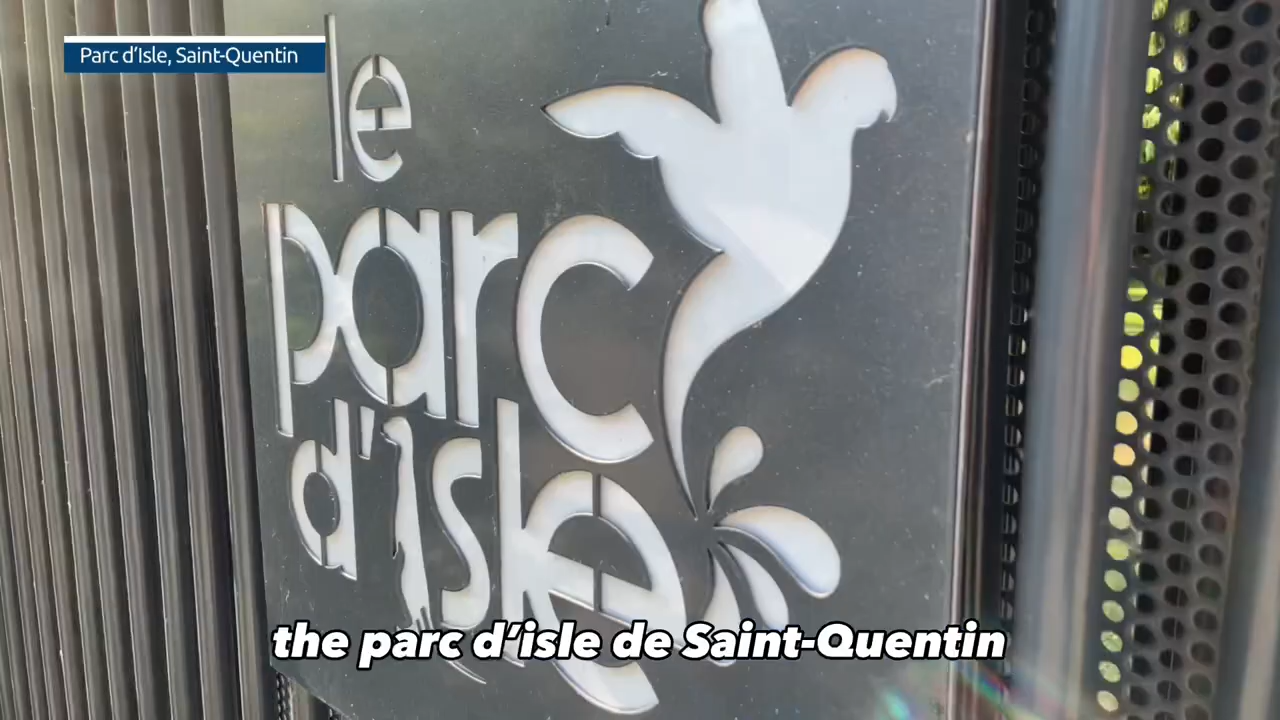 Parc d’Isle, Saint-Quentin
le
parc
d'isle
the parc d’isle de Saint-Quentin